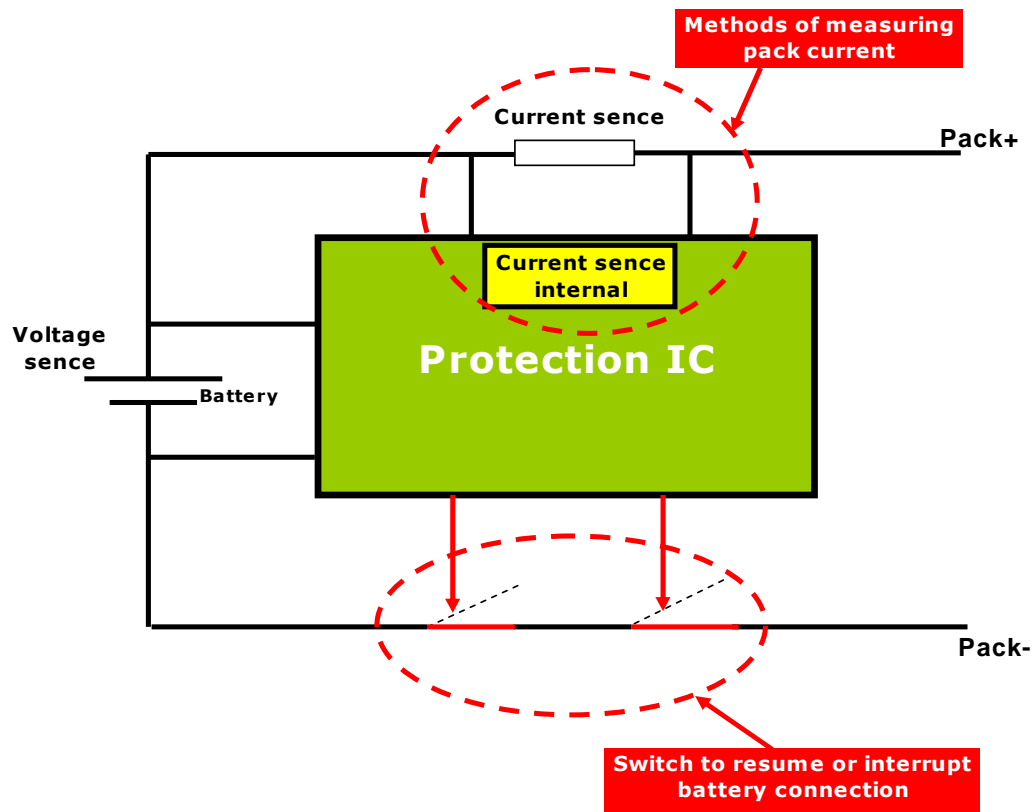 Methods of measuring
pack current
Current sence
Pack+
Current sence
internal
Voltage
sence
Protection IC
Battery
Pack-
Switch to resume or interrupt
battery connection